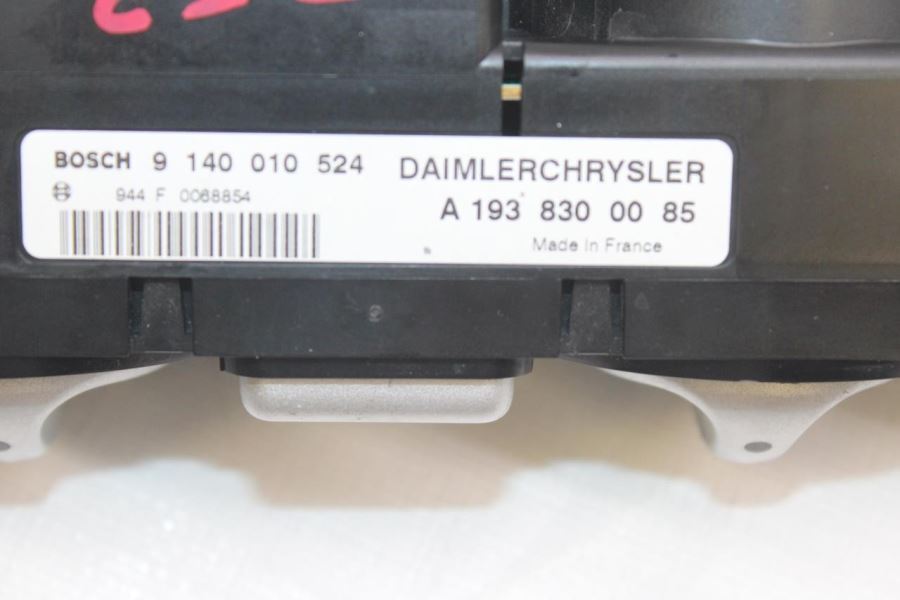 BOSCH 9 140 010 524
944 F 0068854
DAIMLERCHRYSLER
A 193 830 00 85
Made In France